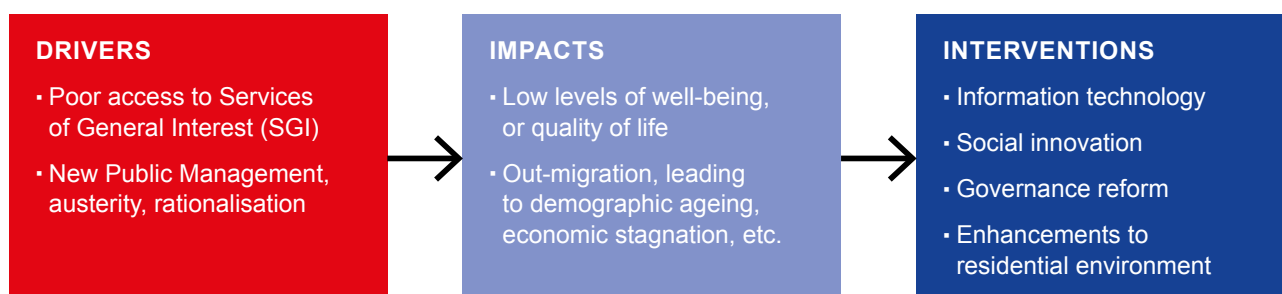 DRIVERS
▪ Poor access to Services
of General Interest (SGI)
▪ New Public Management,
austerity, rationalisation
IMPACTS
▪ Low levels of well-being,
or quality of life
▪ Out-migration, leading
to demographic ageing,
economic stagnation, etc.
INTERVENTIONS
▪ Information technology
▪ Social innovation
▪ Governance reform
▪ Enhancements to
residential environment